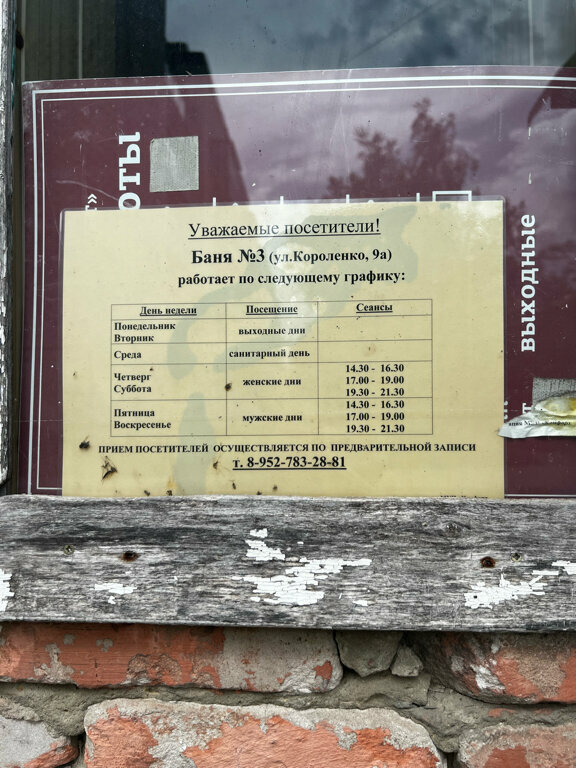 Уважаемые посетители!
Баня №3 (ул.Короленко, 9а)
работает по следующему графику:
День недели Посещение Сеансы
Понедельник
Вторник
выходные дни
Среда санитарный день
Четверг
Суббота
женские дни
14.30 - 16.30
17.00 - 19.00
19.30 - 21.30
Пятница
Воскресенье
мужские дни
14.30 - 16.30
17.00 - 19.00
19.30 - 21.30
ПРИЕМ ПОСЕТИТЕЛЕЙ ОСУЩЕСТВЛЯЕТСЯ ПО ПРЕДВАРИТЕЛЬНОЙ ЗАПИСИ
т. 8-952-783-28-81
выходные